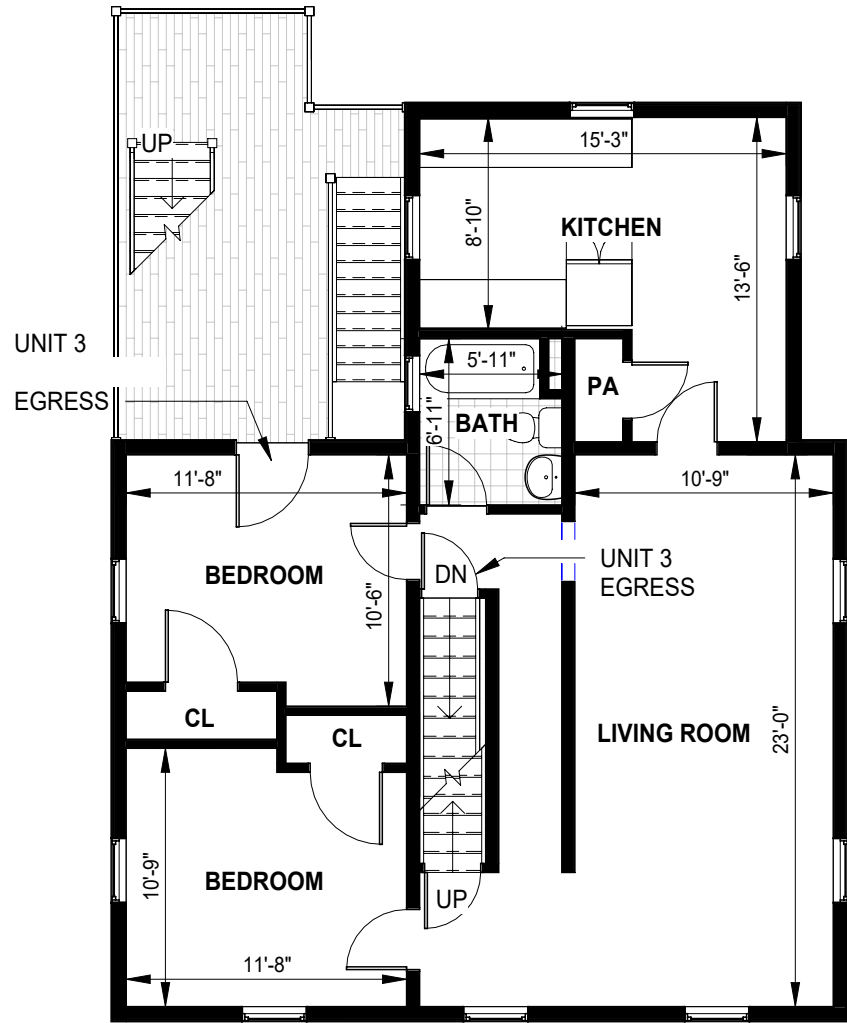 UP
15'-3"
8'-10"
KITCHEN
13'-6"
UNIT 3
EGRESS
5'-11"
PA
6'-11"
BATH
11'-8"
10'-9"
BEDROOM
DN
UNIT 3
EGRESS
10'-6"
CL
CL
LIVING ROOM
23'-0"
10'-9"
BEDROOM
UP
11'-8"